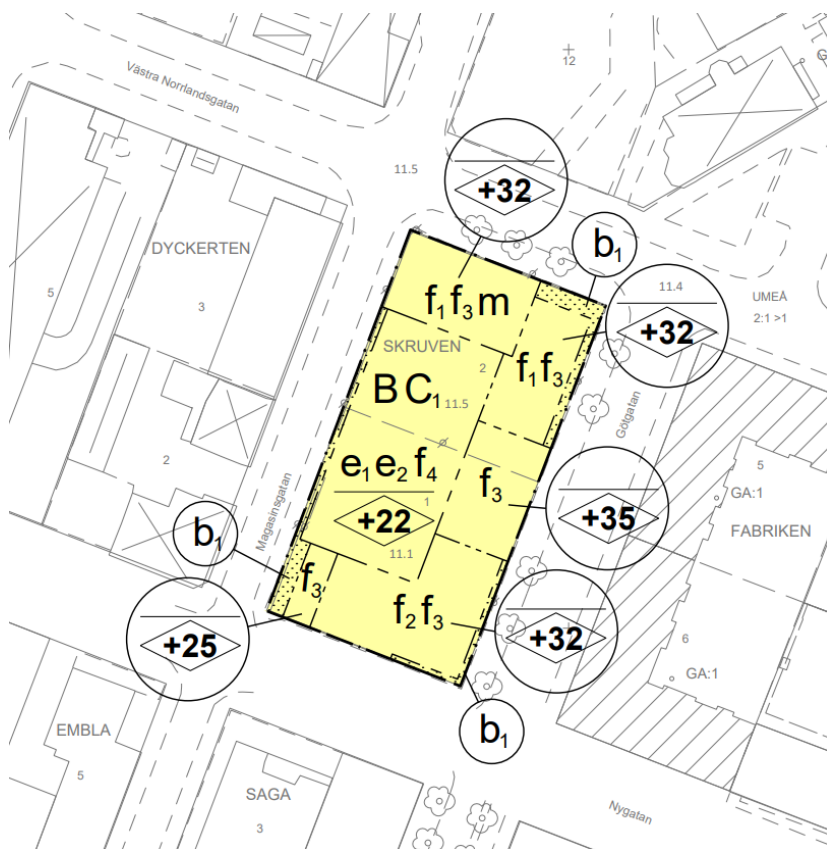 12
G
Västra Norrlandsgatan
11.5
+32
b₁
DYCKERTEN
5
3
11.4
UMEÅ
2:1 >1
+32
f₁ f₃ m
SKRUVEN
2
f₁ f₃
B C₁ 11.5
Götgatan
e₁ e₂ f₄
1
+22
11.1
f₃
+35
5
GA:1
FABRIKEN
2
Magasinsgatan
b₁
f₃
f₂ f₃
+32
+25
6
GA:1
b₁
EMBLA
5
SAGA
3
Nygatan